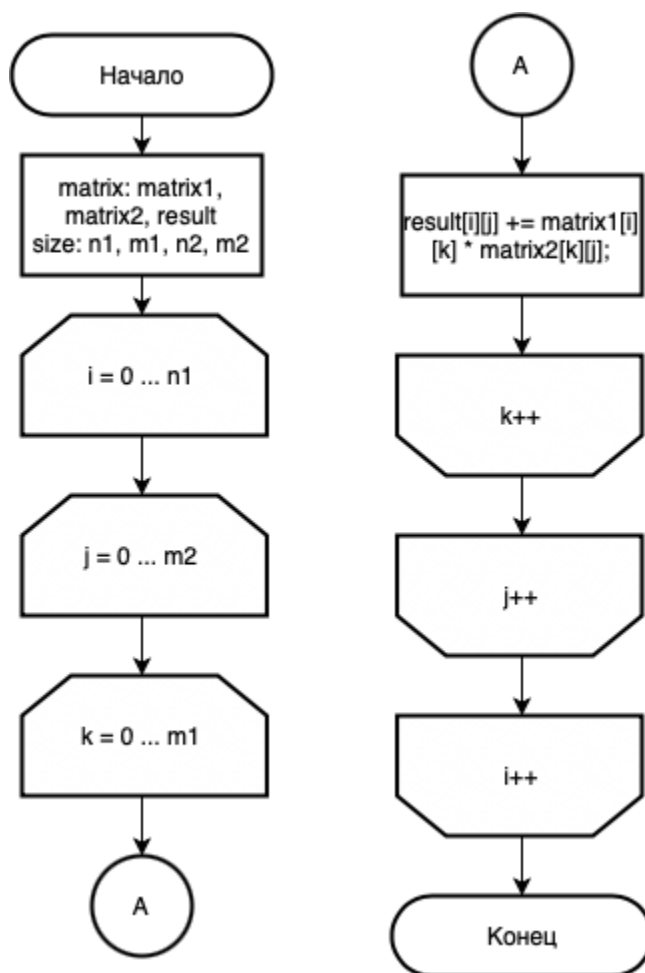 Начало
matrix: matrix1,
matrix2, result
size: n1, m1, n2, m2
i = 0 ... n1
j = 0 ... m2
k = 0 ... m1
A
A
result[i][j] += matrix1[i]
[k] * matrix2[k][j];
k++
j++
i++
Конец